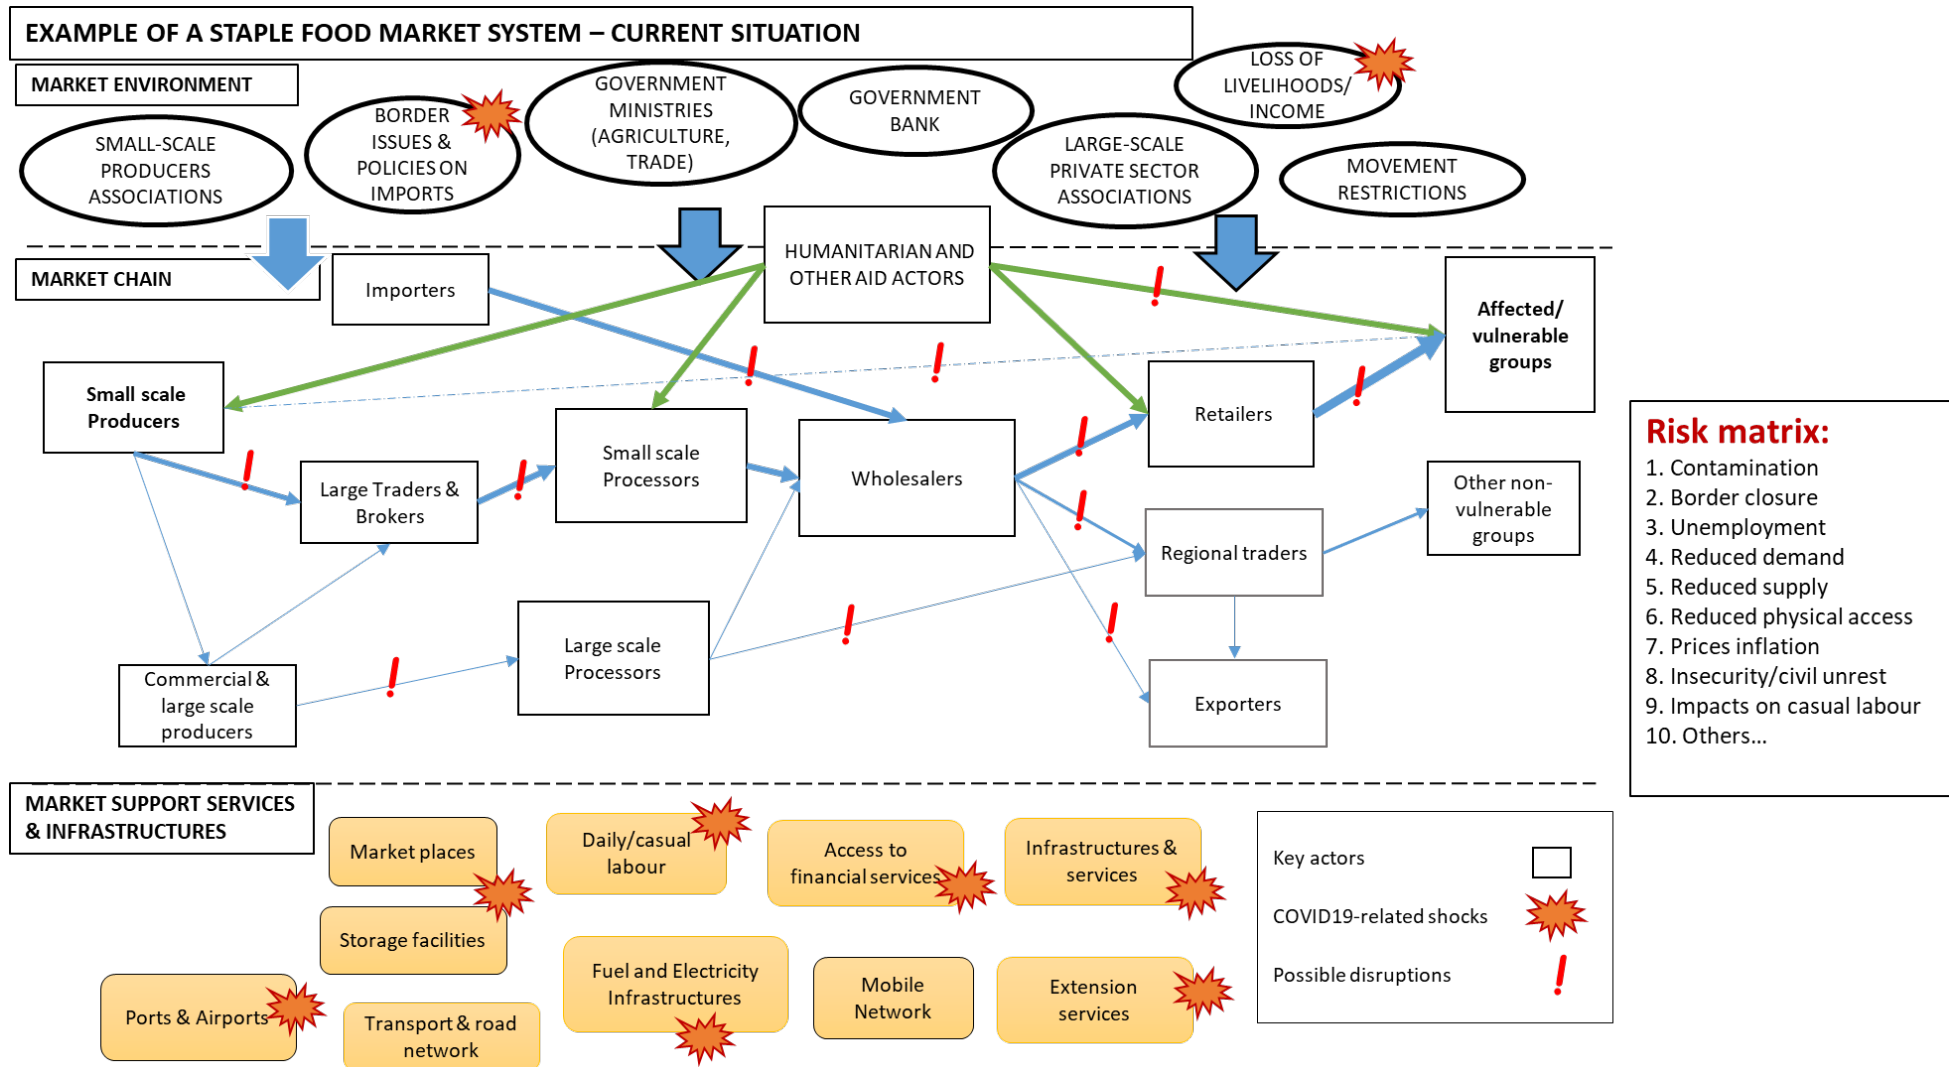 EXAMPLE OF A STAPLE FOOD MARKET SYSTEM – CURRENT SITUATION
MARKET ENVIRONMENT
SMALL-SCALE
PRODUCERS
ASSOCIATIONS
BORDER
ISSUES &
POLICIES ON
IMPORTS
GOVERNMENT
MINISTRIES
(AGRICULTURE,
TRADE)
GOVERNMENT
BANK
LARGE-SCALE
PRIVATE SECTOR
ASSOCIATIONS
LOSS OF
LIVELIHOODS/
INCOME
MOVEMENT
RESTRICTIONS
MARKET CHAIN
Importers
HUMANITARIAN AND
OTHER AID ACTORS
Affected/
vulnerable
groups
Small scale
Producers
Large Traders &
Brokers
Small scale
Processors
Wholesalers
Retailers
Regional traders
Other non-
vulnerable
groups
Commercial &
large scale
producers
Large scale
Processors
Exporters
Risk matrix:
1. Contamination
2. Border closure
3. Unemployment
4. Reduced demand
5. Reduced supply
6. Reduced physical access
7. Prices inflation
8. Insecurity/civil unrest
9. Impacts on casual labour
10. Others...
MARKET SUPPORT SERVICES
& INFRASTRUCTURES
Market places
Daily/casual
labour
Access to
financial services
Infrastructures &
services
Storage facilities
Fuel and Electricity
Infrastructures
Mobile
Network
Extension
services
Ports & Airports
Transport & road
network
Key actors
COVID19-related shocks
Possible disruptions